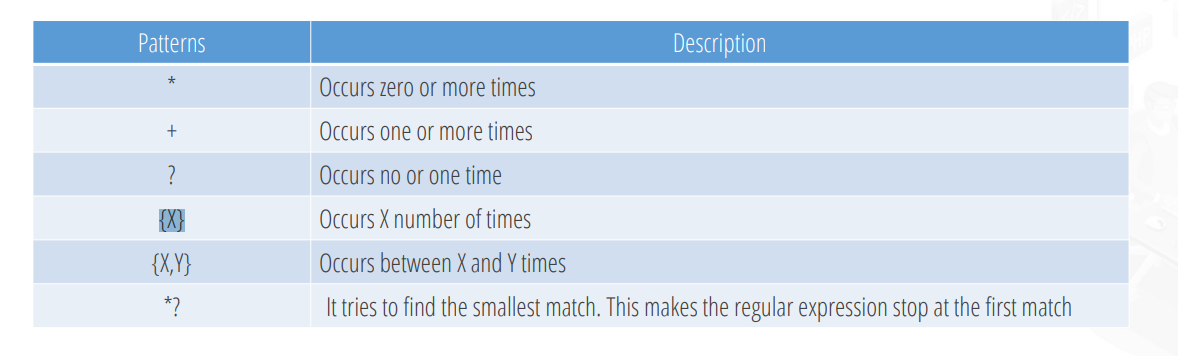 Patterns Description
* Occurs zero or more times
+ Occurs one or more times
? Occurs no or one time
{X} Occurs X number of times
{X,Y} Occurs between X and Y times
*? It tries to find the smallest match. This makes the regular expression stop at the first match